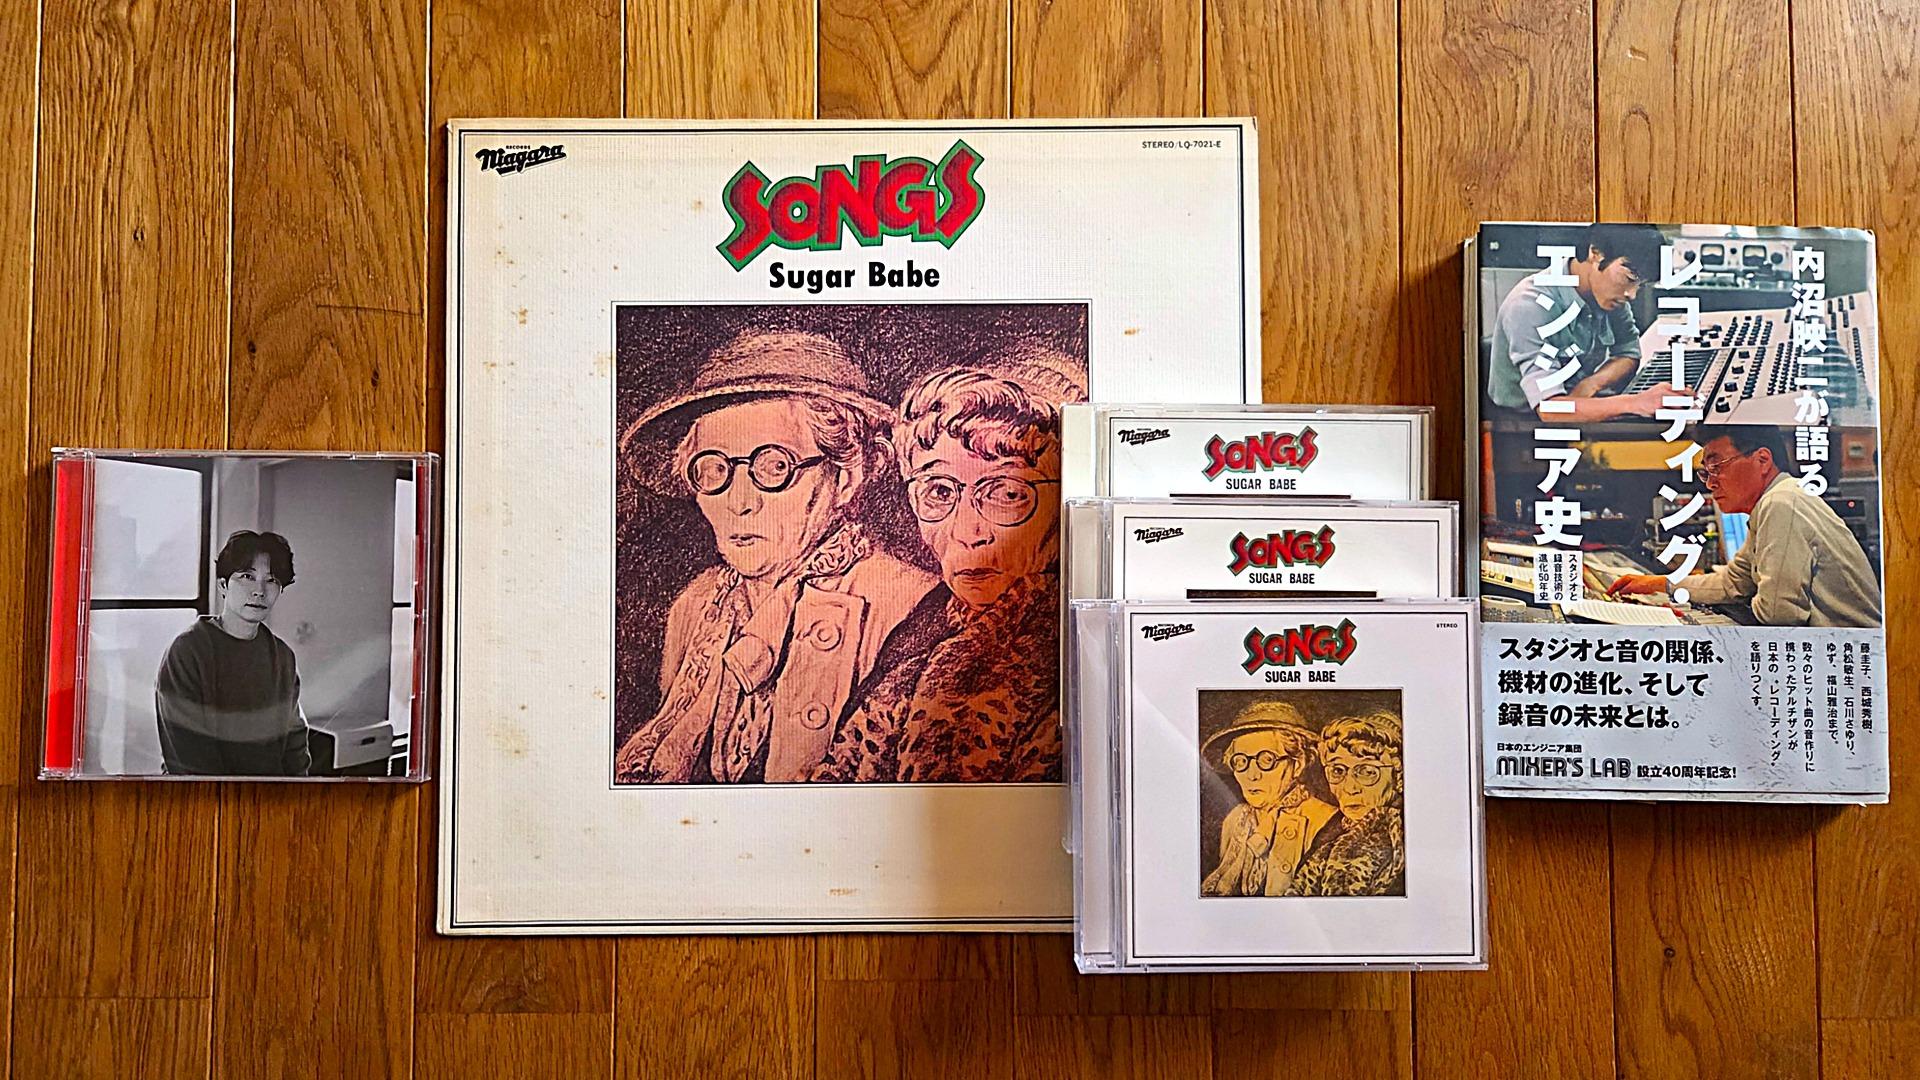 RECORDS
Niagara
STEREO/LQ-7021-E
SONGS
Sugar Babe
Niagara
SONGS
SUGAR BABE
Niagara
SONGS
SUGAR BABE
Niagara
STEREO
SONGS
SUGAR BABE
内沼映二が語る
レコーディング・
エンジニア史
スタジオと
録音技術の
進化50年史
スタジオと音の関係、
機材の進化、そして
録音の未来とは。
日本のエンジニア集団
MIXER'S LAB 設立40周年記念!
藤圭子、西城秀樹、
角松敏生、石川さゆり、
ゆず、福山雅治まで、
数々のヒット曲の音作りに
携わったアルチザンが
日本の“レコーディング”
を語りつくす。